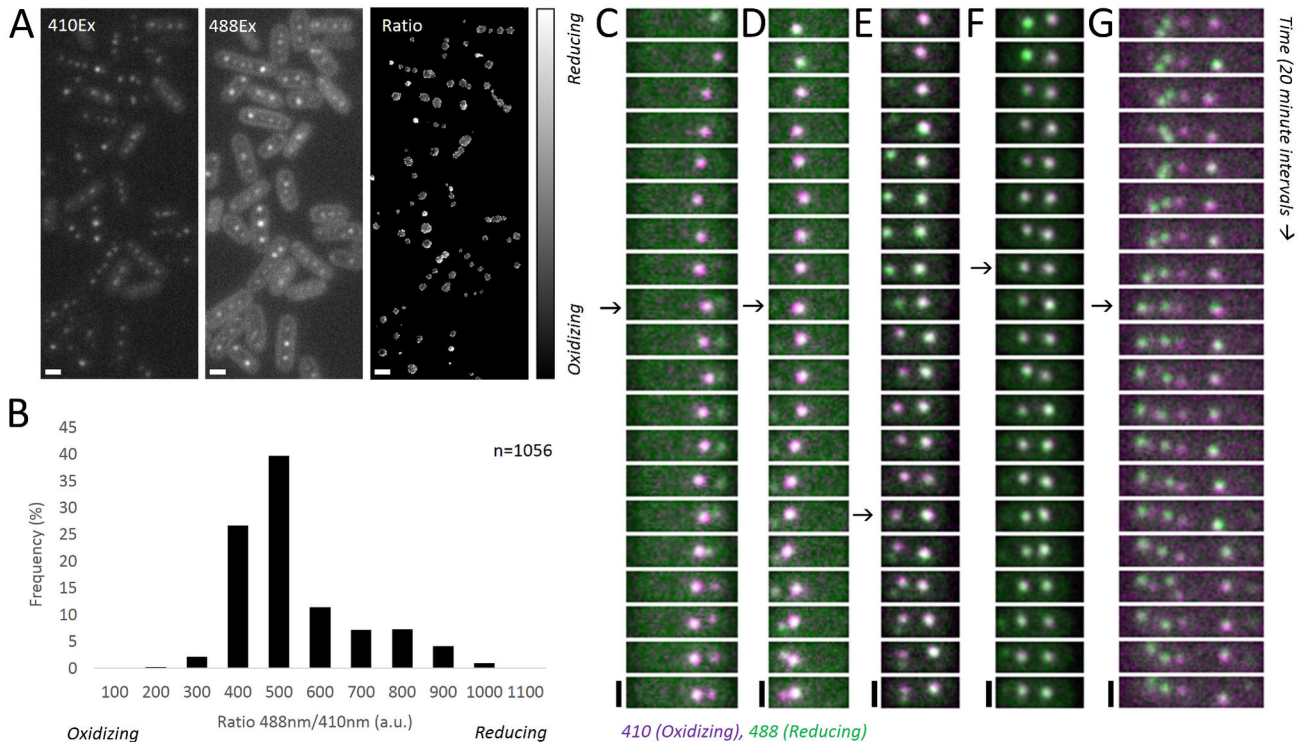 A
410Ex
488Ex
Ratio
Reducing
Oxidizing
B
n=1056
Frequency (%)
45
40
35
30
25
20
15
10
5
0
100 200 300 400 500 600 700 800 900 1000 1100
Oxidizing
Ratio 488nm/410nm (a.u.)
Reducing
C
D
E
F
G
→
→
→
→
→
Time (20 minute intervals →
410 (Oxidizing), 488 (Reducing)